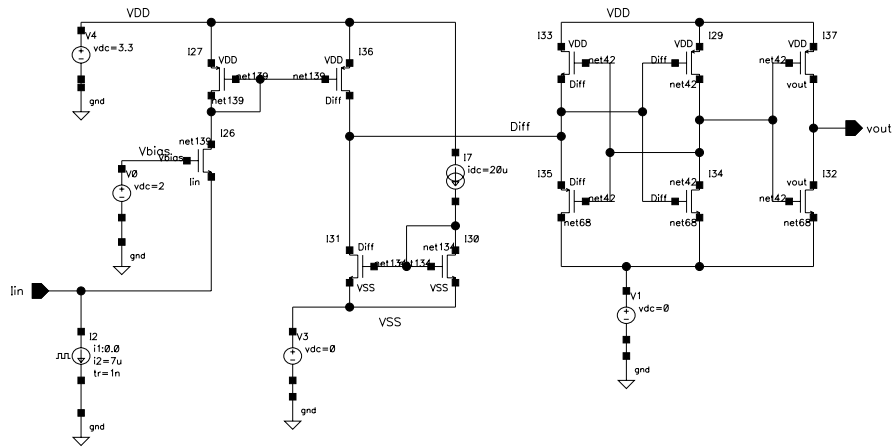 VDD
VDD
V4
vdc=3.3
gnd
I27
VDD
net139
net139
I36
VDD
net139
Diff
I26
net139
Vbias
Vbias
Iin
V0
vdc=2
gnd
Iin
I2
i1:0.0
i2=7u
tr=1n
gnd
I7
idc=20u
I31
Diff
net134
VSS
I30
net134
net134
VSS
VSS
V3
vdc=0
gnd
Diff
I33
VDD
net42
Diff
I29
VDD
Diff
net42
I37
VDD
net42
vout
vout
I35
Diff
net42
net68
I34
net42
Diff
net68
I32
vout
net42
net68
V1
vdc=0
gnd